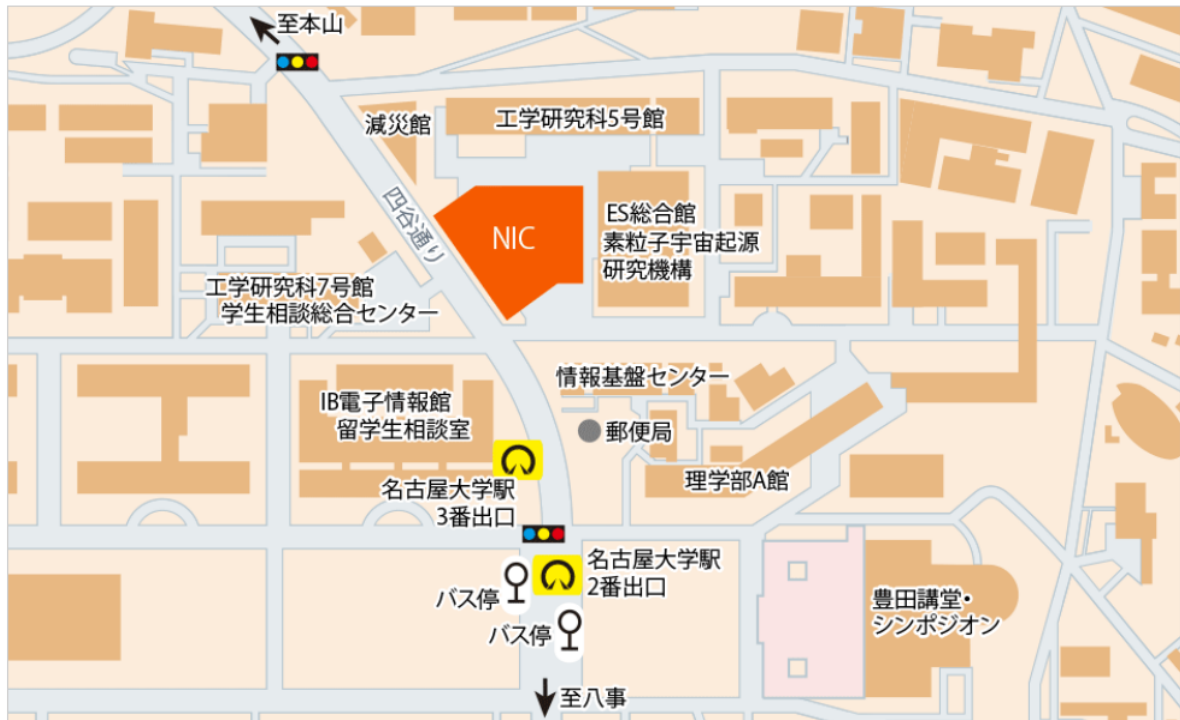 至本山
減災館
工学研究科5号館
四谷通り
NIC
ES総合館
素粒子宇宙起源
研究機構
工学研究科7号館
学生相談総合センター
情報基盤センター
IB電子情報館
留学生相談室
郵便局
理学部A館
名古屋大学駅
3番出口
名古屋大学駅
2番出口
バス停
バス停
豊田講堂・
シンポジオン
至八事